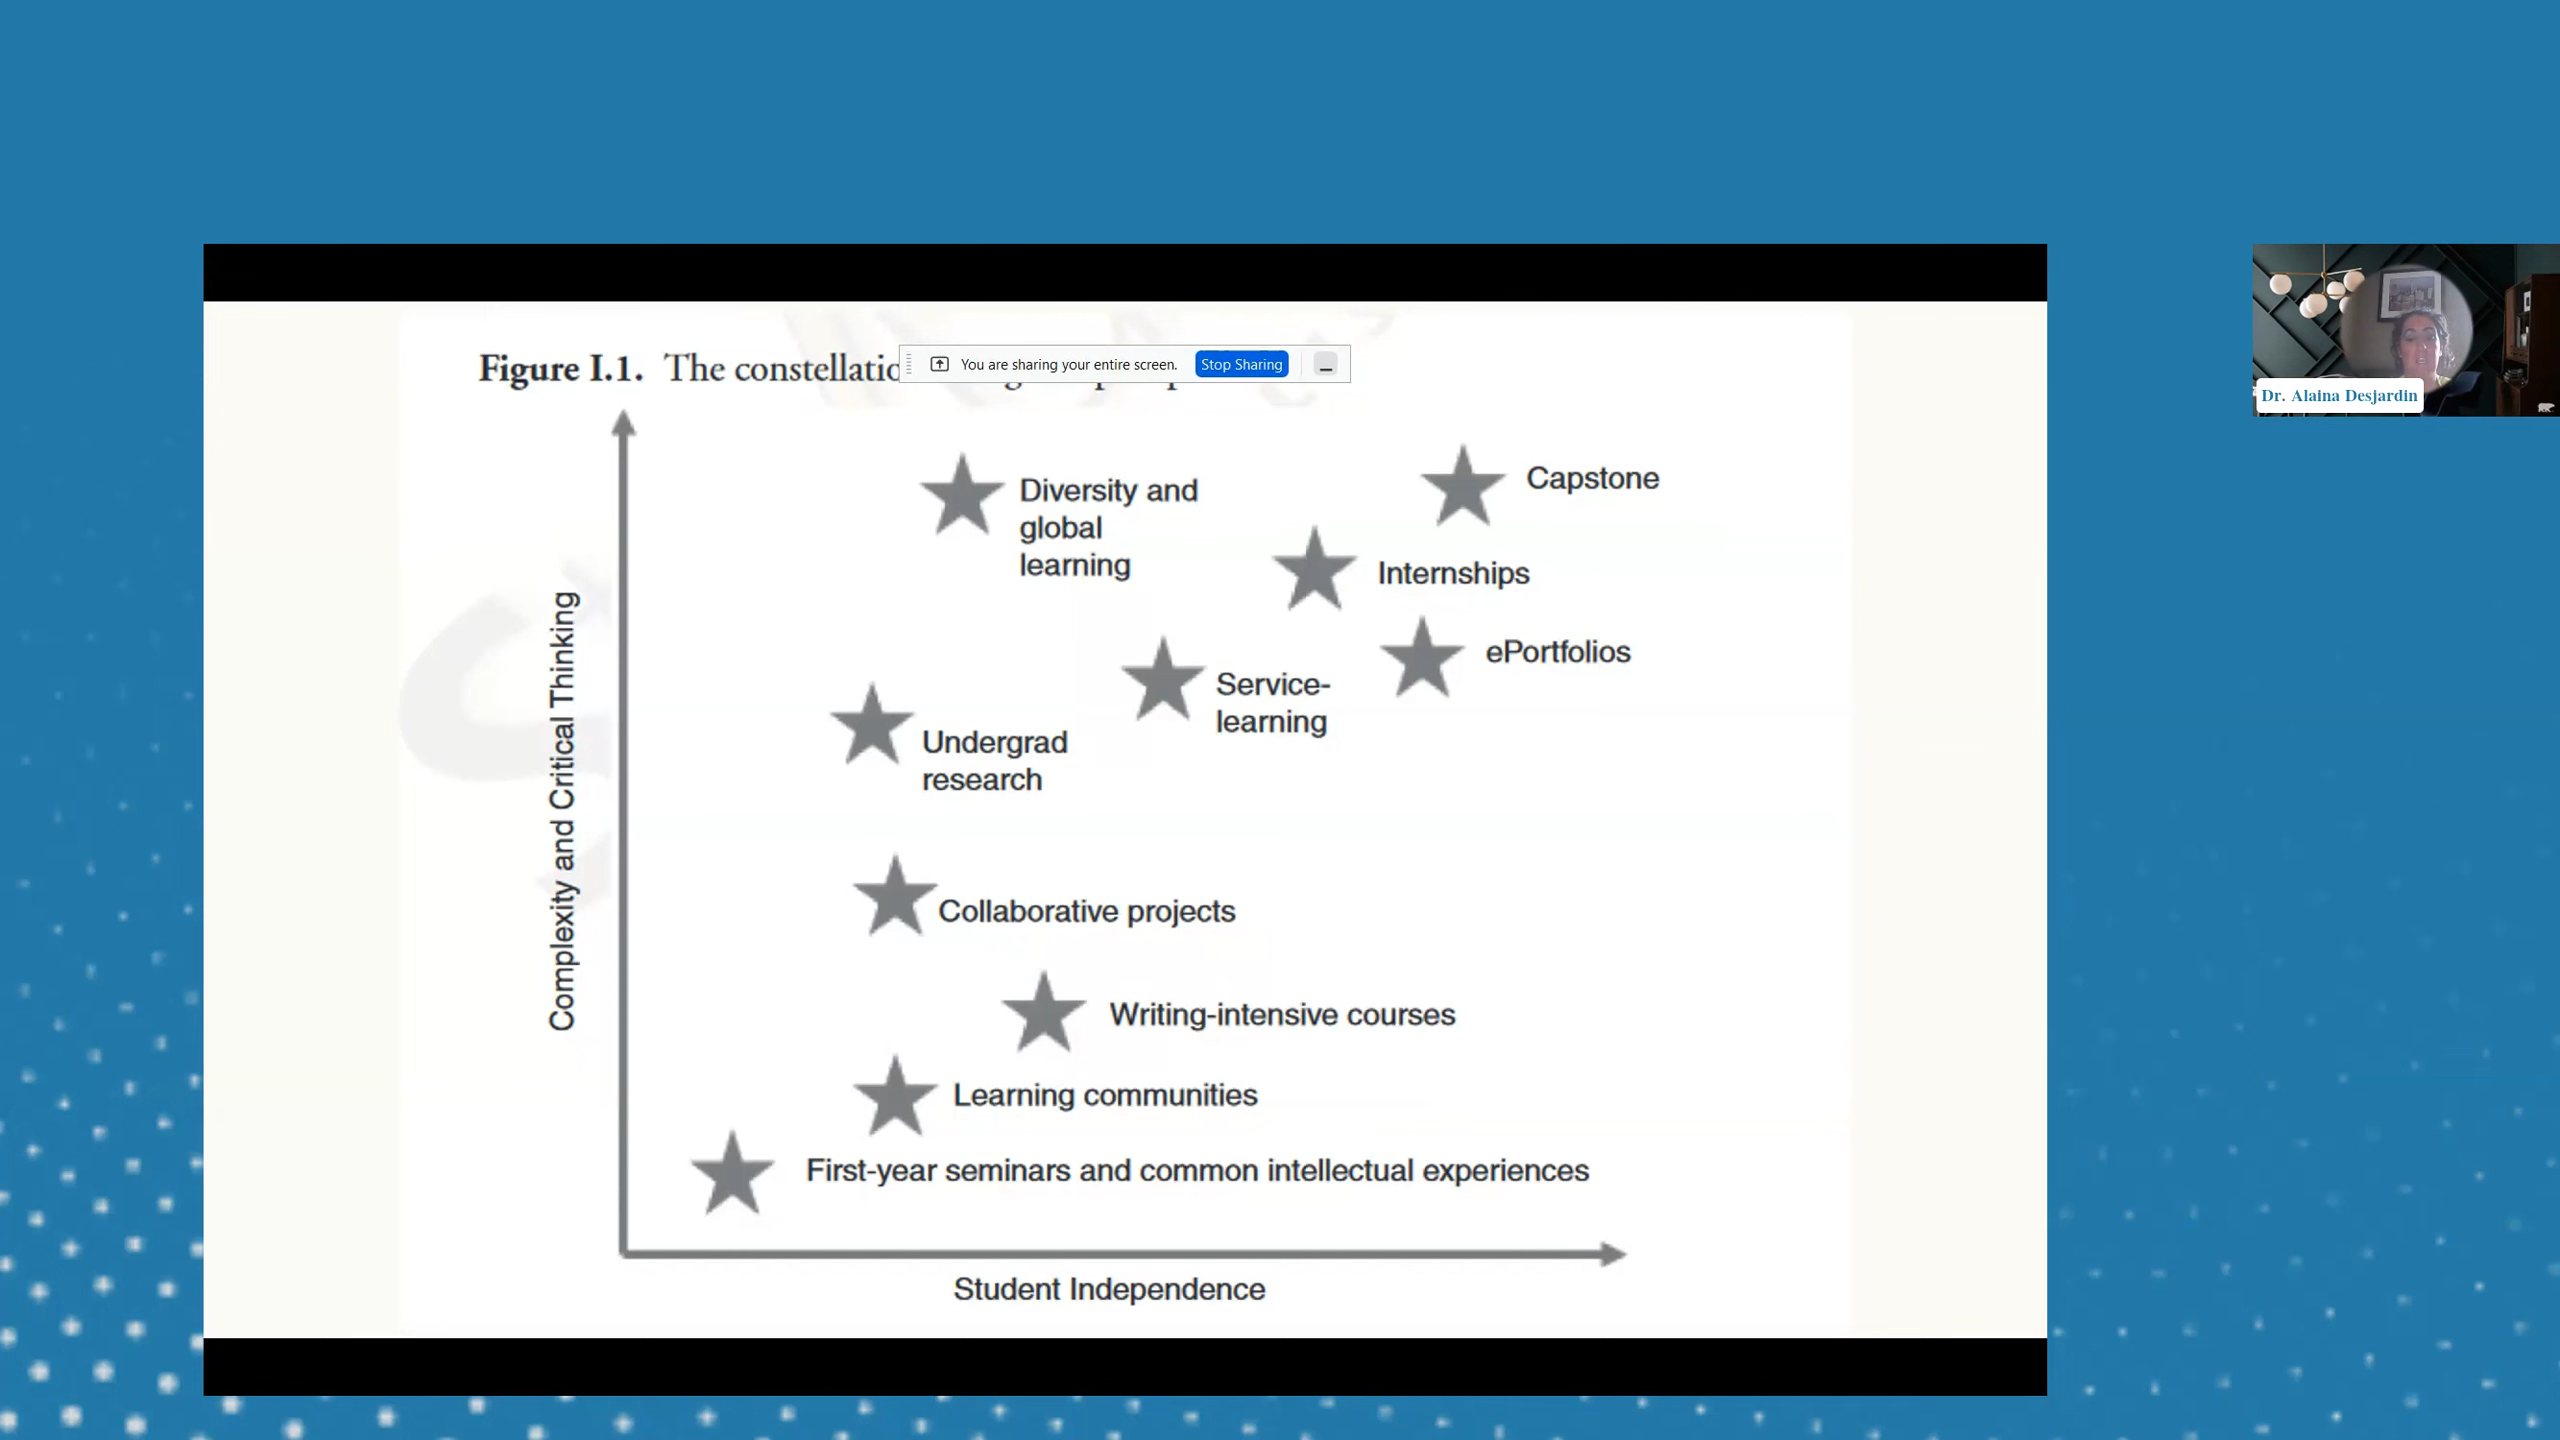 Figure I.1. The constellatio
You are sharing your entire screen.
Stop Sharing
Dr. Alaina Desjardin
Diversity and
global
learning
Capstone
Internships
ePortfolios
Service-
learning
Undergrad
research
Collaborative projects
Writing-intensive courses
Learning communities
First-year seminars and common intellectual experiences
Complexity and Critical Thinking
Student Independence